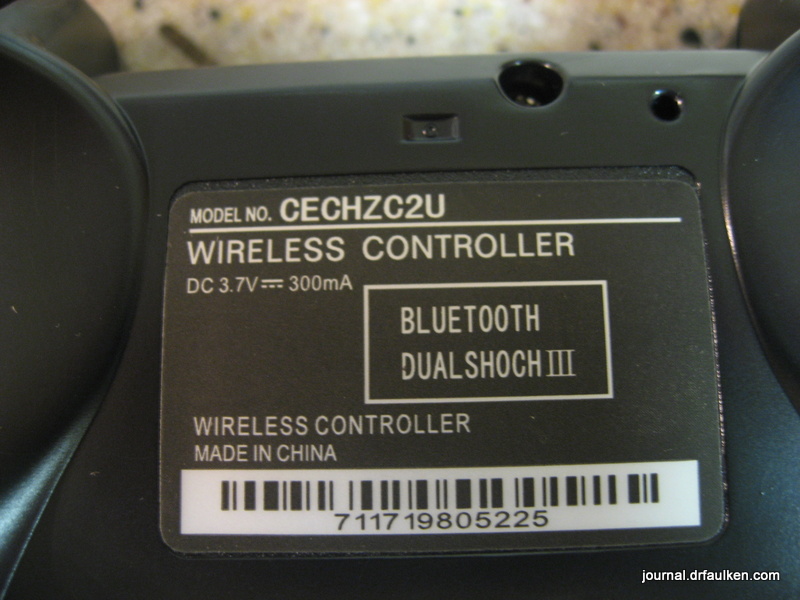 MODEL NO. CECHZC2U
WIRELESS CONTROLLER
DC 3.7V⎓ 300mA
BLUETOOTH
DUALSHOCH III
WIRELESS CONTROLLER
MADE IN CHINA
711719805225
journal.drfaulken.com